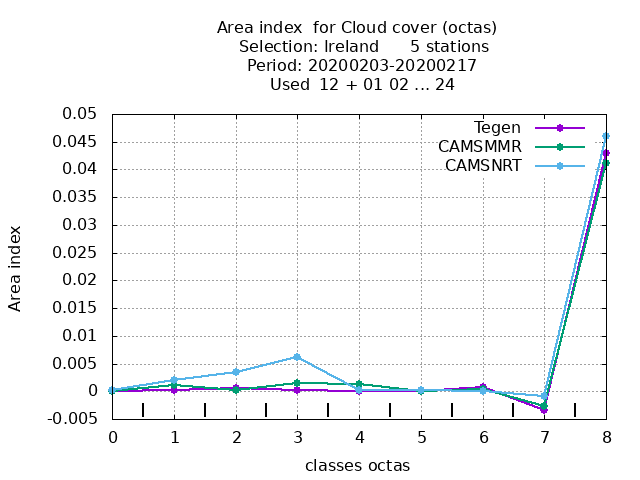 Area index  for Cloud cover (octas)
Selection: Ireland      5 stations
Period: 20200203-20200217
Used  12 + 01 02 ... 24
Tegen
CAMSMMR
CAMSNRT
0.05
0.045
0.04
0.035
0.03
0.025
0.02
0.015
0.01
0.005
0
-0.005
Area index
0 1 2 3 4 5 6 7 8
classes octas